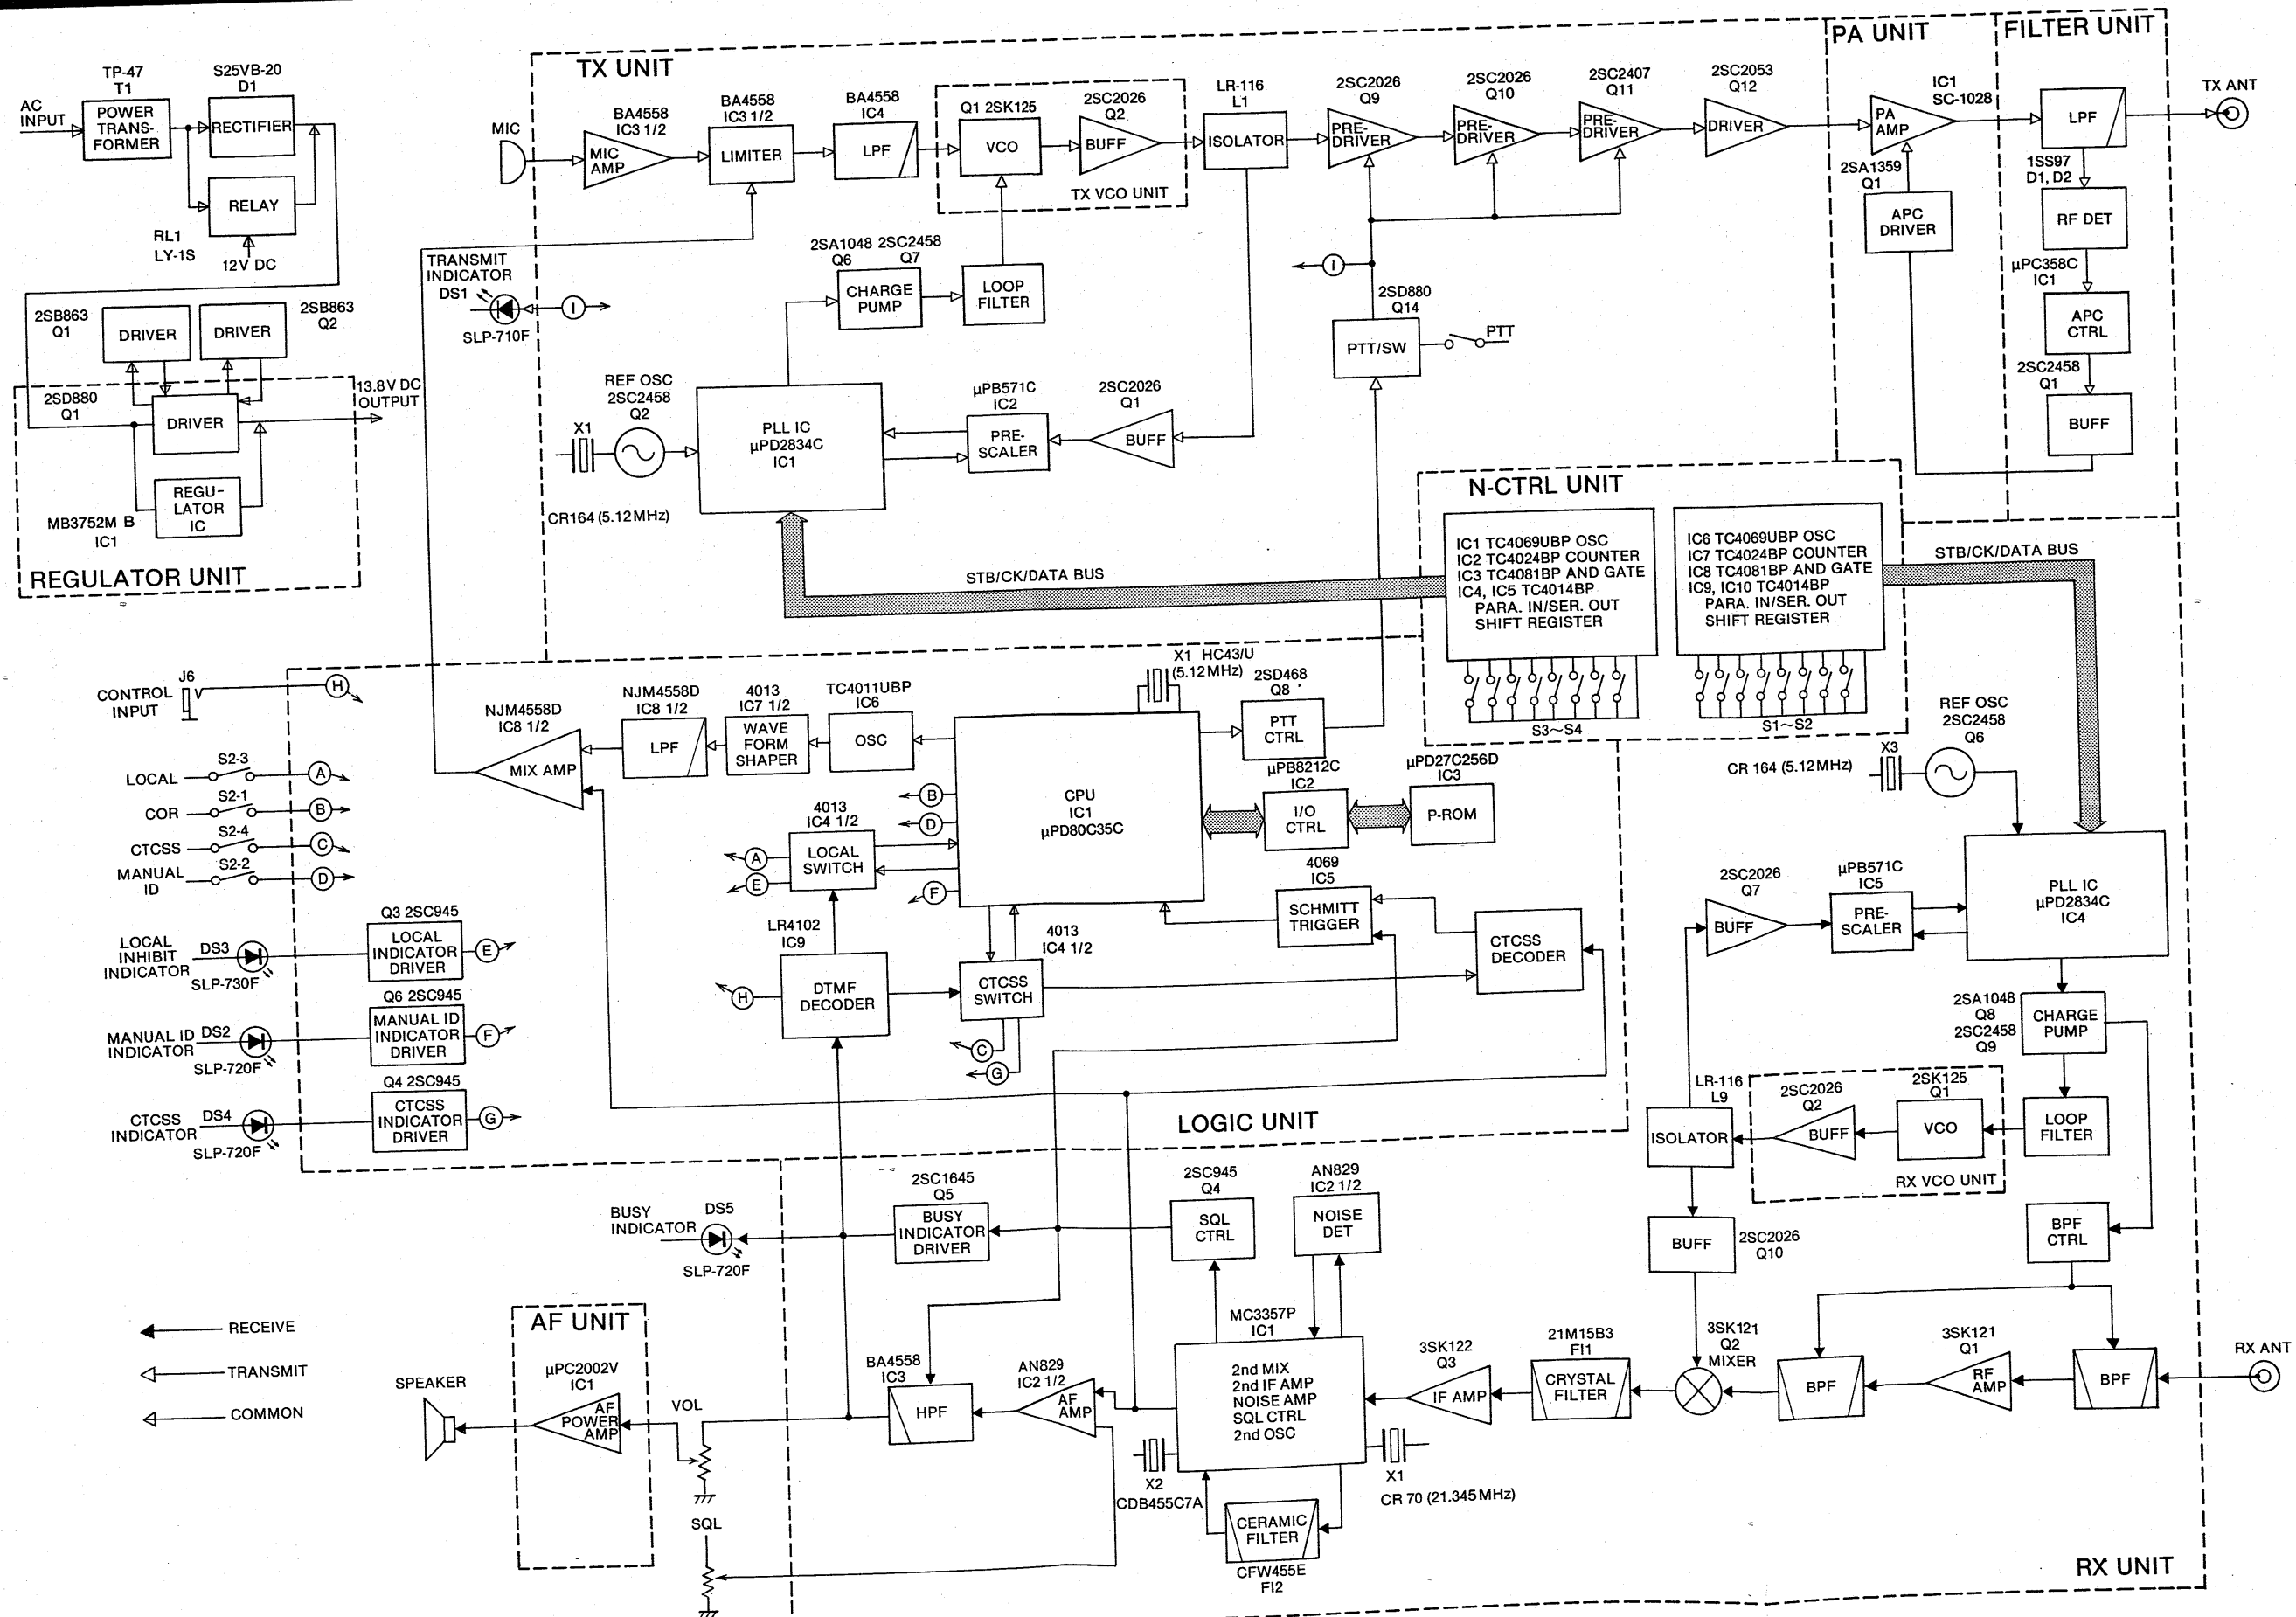 TX UNIT
PA UNIT
FILTER UNIT
TP-47
T1
AC
INPUT
POWER
TRANS-
FORMER
S25VB-20
D1
RECTIFIER
RELAY
RL1
LY-1S
12V DC
2SB863
Q1
DRIVER
DRIVER
2SB863
Q2
2SD880
Q1
DRIVER
13.8V DC
OUTPUT
REGU-
LATOR
IC
MB3752M B
IC1
REGULATOR UNIT
MIC
BA4558
IC3 1/2
MIC
AMP
BA4558
IC3 1/2
LIMITER
BA4558
IC4
LPF
Q1 2SK125
VCO
2SC2026
Q2
BUFF
TX VCO UNIT
LR-116
L1
ISOLATOR
2SC2026
Q9
PRE-
DRIVER
2SC2026
Q10
PRE-
DRIVER
2SC2407
Q11
PRE-
DRIVER
2SC2053
Q12
DRIVER
IC1
SC-1028
PA
AMP
2SA1359
Q1
APC
DRIVER
LPF
TX ANT
1SS97
D1, D2
RF DET
µPC358C
IC1
APC
CTRL
2SC2458
Q1
BUFF
TRANSMIT
INDICATOR
DS1
SLP-710F
I
2SA1048 2SC2458
Q6 Q7
CHARGE
PUMP
LOOP
FILTER
I
2SD880
Q14
PTT/SW
PTT
REF OSC
2SC2458
Q2
X1
CR164 (5.12MHz)
PLL IC
µPD2834C
IC1
µPB571C
IC2
PRE-
SCALER
2SC2026
Q1
BUFF
STB/CK/DATA BUS
N-CTRL UNIT
IC1 TC4069UBP OSC
IC2 TC4024BP COUNTER
IC3 TC4081BP AND GATE
IC4, IC5 TC4014BP
PARA. IN/SER. OUT
SHIFT REGISTER
S3~S4
IC6 TC4069UBP OSC
IC7 TC4024BP COUNTER
IC8 TC4081BP AND GATE
IC9, IC10 TC4014BP
PARA. IN/SER. OUT
SHIFT REGISTER
S1~S2
STB/CK/DATA BUS
J6
CONTROL
INPUT
H
LOCAL
S2-3
A
COR
S2-1
B
CTCSS
S2-4
C
MANUAL
ID
S2-2
D
LOCAL
INHIBIT
INDICATOR
DS3
SLP-730F
Q3 2SC945
LOCAL
INDICATOR
DRIVER
E
MANUAL ID
INDICATOR
DS2
SLP-720F
Q6 2SC945
MANUAL ID
INDICATOR
DRIVER
F
CTCSS
INDICATOR
DS4
SLP-720F
Q4 2SC945
CTCSS
INDICATOR
DRIVER
G
NJM4558D
IC8 1/2
MIX AMP
NJM4558D
IC8 1/2
LPF
4013
IC7 1/2
WAVE
FORM
SHAPER
TC4011UBP
IC6
OSC
X1 HC43/U
(5.12MHz)
CPU
IC1
µPD80C35C
B
D
F
2SD468
Q8
PTT
CTRL
µPB8212C
IC2
I/O
CTRL
µPD27C256D
IC3
P-ROM
4013
IC4 1/2
LOCAL
SWITCH
A
E
4069
IC5
SCHMITT
TRIGGER
CTCSS
DECODER
LR4102
IC9
DTMF
DECODER
H
4013
IC4 1/2
CTCSS
SWITCH
C
G
LOGIC UNIT
REF OSC
2SC2458
Q6
X3
CR 164 (5.12MHz)
PLL IC
µPD2834C
IC4
2SC2026
Q7
BUFF
µPB571C
IC5
PRE-
SCALER
2SA1048
Q8
2SC2458
Q9
CHARGE
PUMP
LOOP
FILTER
LR-116
L9
ISOLATOR
2SC2026
Q2
BUFF
2SK125
Q1
VCO
RX VCO UNIT
BUFF
2SC2026
Q10
BPF
CTRL
BUSY
INDICATOR
DS5
SLP-720F
2SC1645
Q5
BUSY
INDICATOR
DRIVER
2SC945
Q4
SQL
CTRL
AN829
IC2 1/2
NOISE
DET
RECEIVE
TRANSMIT
COMMON
AF UNIT
µPC2002V
IC1
SPEAKER
AF
POWER
AMP
VOL
SQL
BA4558
IC3
HPF
AN829
IC2 1/2
AF
AMP
MC3357P
IC1
2nd MIX
2nd IF AMP
NOISE AMP
SQL CTRL
2nd OSC
X2
CDB455C7A
X1
CR 70 (21.345MHz)
CERAMIC
FILTER
CFW455E
FI2
3SK122
Q3
IF AMP
21M15B3
FI1
CRYSTAL
FILTER
3SK121
Q2
MIXER
BPF
3SK121
Q1
RF
AMP
BPF
RX ANT
RX UNIT